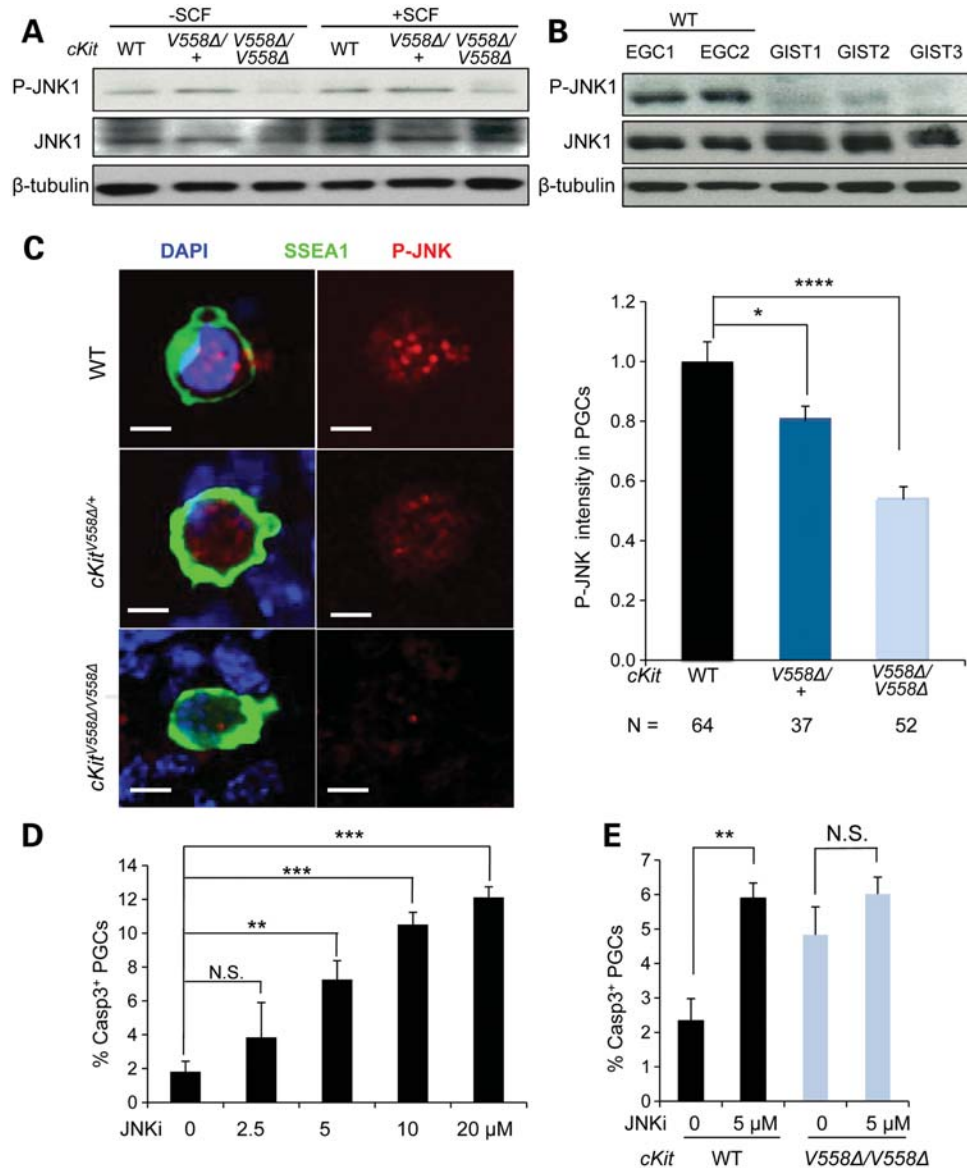 A
-SCF
+SCF
cKit WT V558Δ/+ V558Δ/V558Δ WT V558Δ/+ V558Δ/V558Δ
P-JNK1
JNK1
β-tubulin
B
WT
EGC1 EGC2 GIST1 GIST2 GIST3
P-JNK1
JNK1
β-tubulin
C
DAPI SSEA1 P-JNK
WT
cKitV558Δ/+
cKitV558Δ/V558Δ
P-JNK intensity in PGCs
1.2
1.0
0.8
0.6
0.4
0.2
0.0
*
****
cKit WT V558Δ/+ V558Δ/V558Δ
N = 64 37 52
D
% Casp3+ PGCs
14
12
10
8
6
4
2
0
***
***
**
N.S.
JNKi 0 2.5 5 10 20 µM
E
% Casp3+ PGCs
7
6
5
4
3
2
1
0
**
N.S.
JNKi 0 5 µM 0 5 µM
cKit WT V558Δ/V558Δ